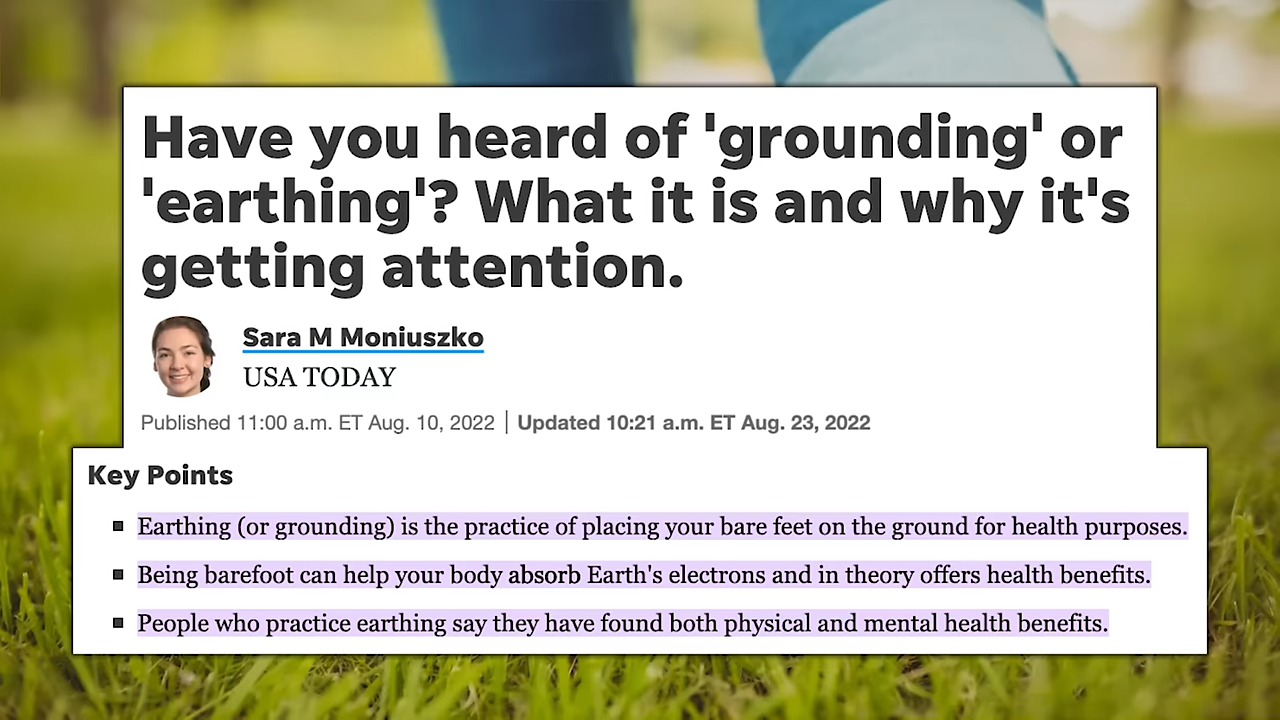 Have you heard of 'grounding' or
'earthing'? What it is and why it's
getting attention.
Sara M Moniuszko
USA TODAY
Published 11:00 a.m. ET Aug. 10, 2022 | Updated 10:21 a.m. ET Aug. 23, 2022
Key Points
Earthing (or grounding) is the practice of placing your bare feet on the ground for health purposes.
Being barefoot can help your body absorb Earth's electrons and in theory offers health benefits.
People who practice earthing say they have found both physical and mental health benefits.